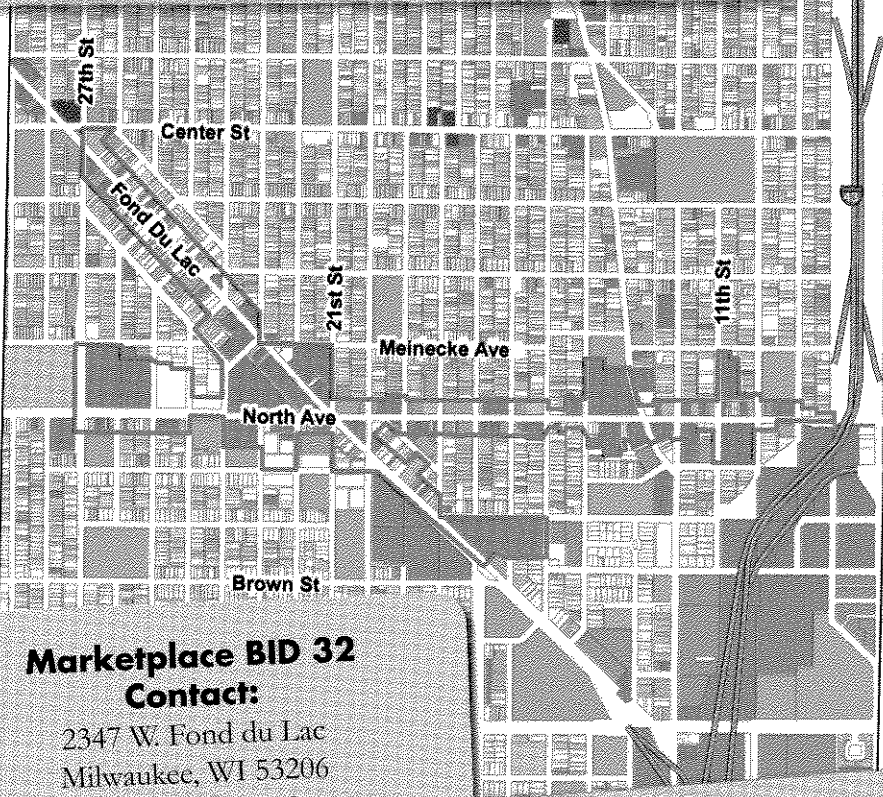 27th St
Center St
Fond Du Lac
21st St
11th St
Meinecke Ave
North Ave
Brown St
Marketplace BID 32
Contact:
2347 W. Fond du Lac
Milwaukee, WI 53206